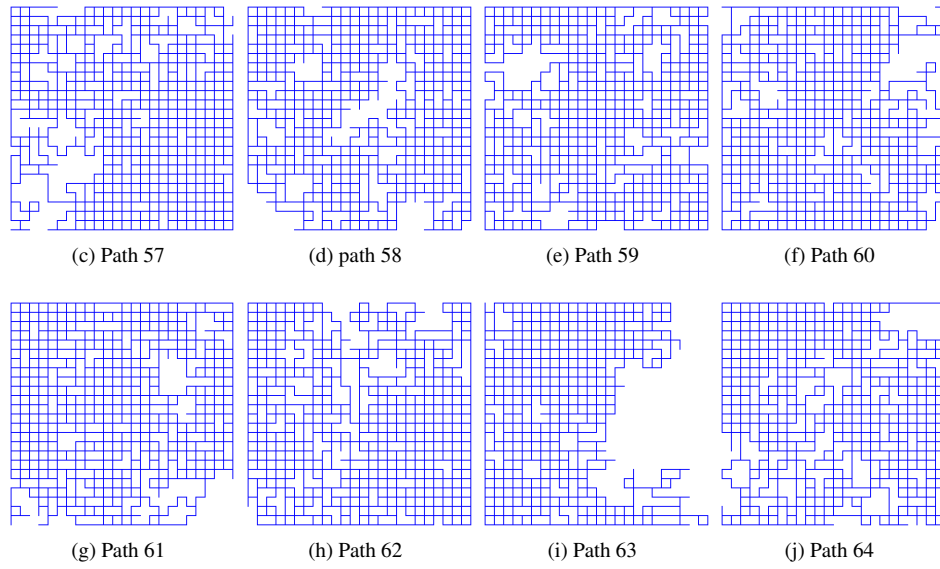 (c) Path 57
(d) path 58
(e) Path 59
(f) Path 60
(g) Path 61
(h) Path 62
(i) Path 63
(j) Path 64